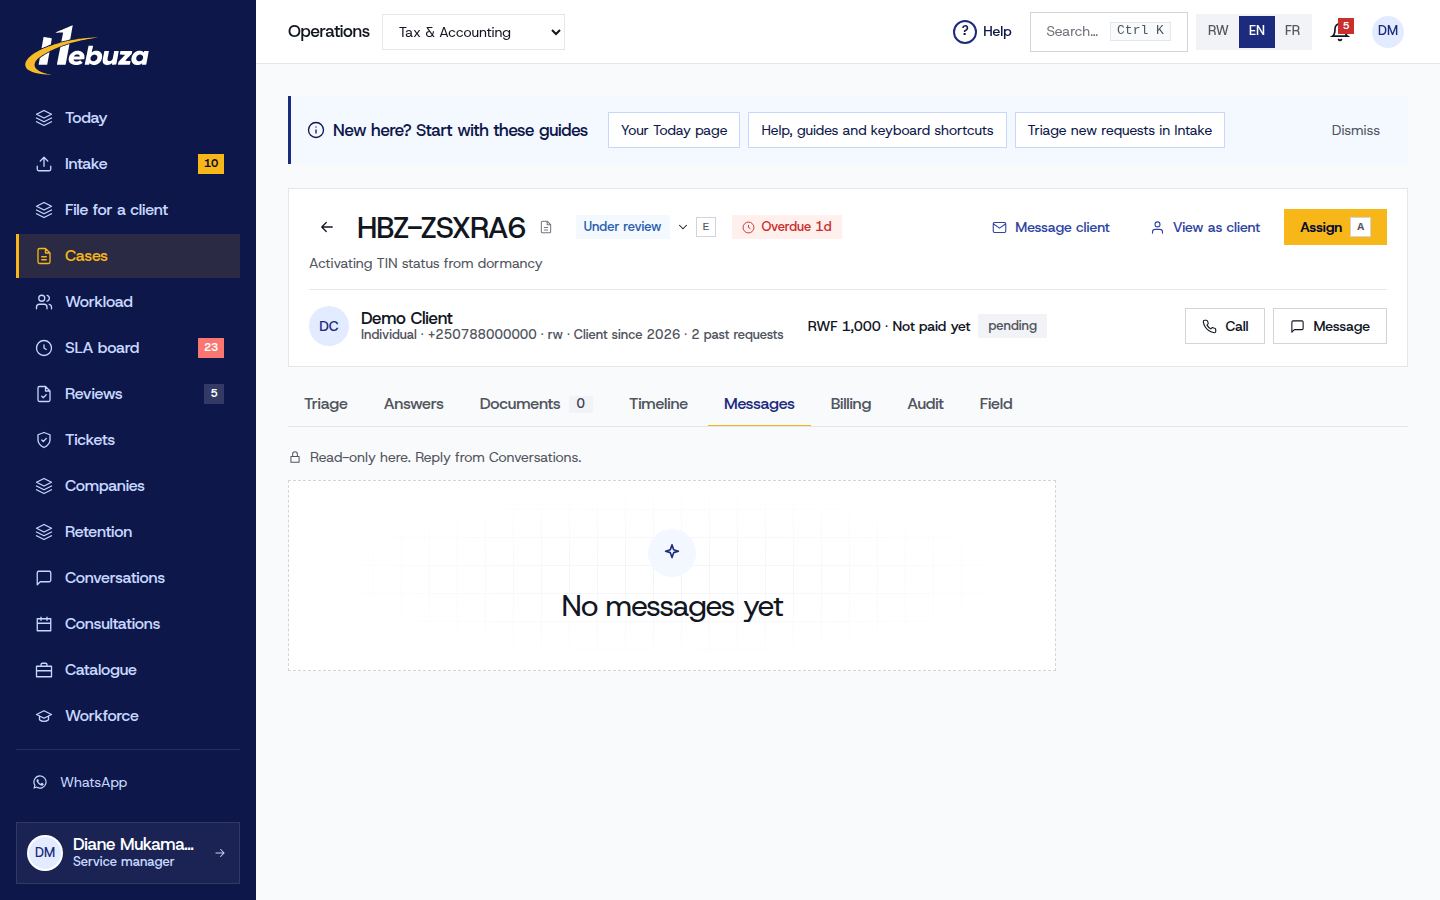 Hebuza
Operations
Tax & Accounting
? Help
Search... Ctrl K
RW EN FR
5
DM
Today
Intake 10
File for a client
Cases
Workload
SLA board 23
Reviews 5
Tickets
Companies
Retention
Conversations
Consultations
Catalogue
Workforce
WhatsApp
DM Diane Mukama...
Service manager
New here? Start with these guides
Your Today page
Help, guides and keyboard shortcuts
Triage new requests in Intake
Dismiss
HBZ-ZSXRA6
Under review E
Overdue 1d
Message client
View as client
Assign A
Activating TIN status from dormancy
DC Demo Client
Individual · +250788000000 · rw · Client since 2026 · 2 past requests
RWF 1,000 · Not paid yet pending
Call
Message
Triage Answers Documents 0 Timeline Messages Billing Audit Field
Read-only here. Reply from Conversations.
No messages yet